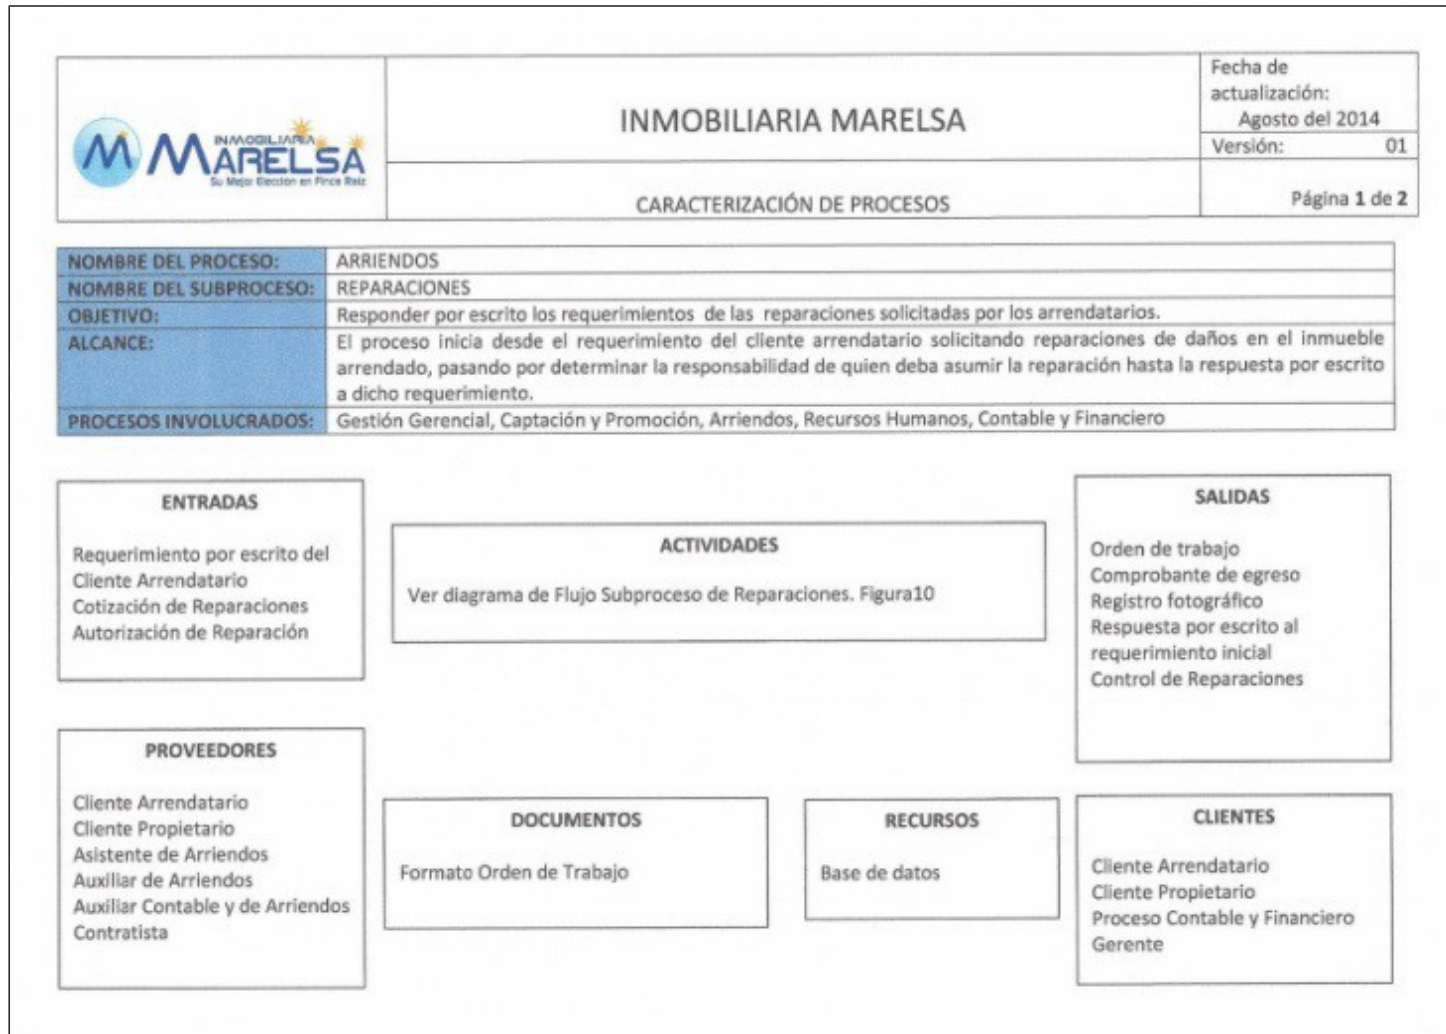 INMOBILIARIA
MARELSA
Su Mejor Elección en Finca Raiz
INMOBILIARIA MARELSA
CARACTERIZACIÓN DE PROCESOS
Fecha de
actualización:
Agosto del 2014
Versión: 01
Página 1 de 2
NOMBRE DEL PROCESO: ARRIENDOS
NOMBRE DEL SUBPROCESO: REPARACIONES
OBJETIVO: Responder por escrito los requerimientos de las reparaciones solicitadas por los arrendatarios.
ALCANCE: El proceso inicia desde el requerimiento del cliente arrendatario solicitando reparaciones de daños en el inmueble
arrendado, pasando por determinar la responsabilidad de quien deba asumir la reparación hasta la respuesta por escrito
a dicho requerimiento.
PROCESOS INVOLUCRADOS: Gestión Gerencial, Captación y Promoción, Arriendos, Recursos Humanos, Contable y Financiero
ENTRADAS
Requerimiento por escrito del
Cliente Arrendatario
Cotización de Reparaciones
Autorización de Reparación
ACTIVIDADES
Ver diagrama de Flujo Subproceso de Reparaciones. Figura10
SALIDAS
Orden de trabajo
Comprobante de egreso
Registro fotográfico
Respuesta por escrito al
requerimiento inicial
Control de Reparaciones
PROVEEDORES
Cliente Arrendatario
Cliente Propietario
Asistente de Arriendos
Auxiliar de Arriendos
Auxiliar Contable y de Arriendos
Contratista
DOCUMENTOS
Formato Orden de Trabajo
RECURSOS
Base de datos
CLIENTES
Cliente Arrendatario
Cliente Propietario
Proceso Contable y Financiero
Gerente